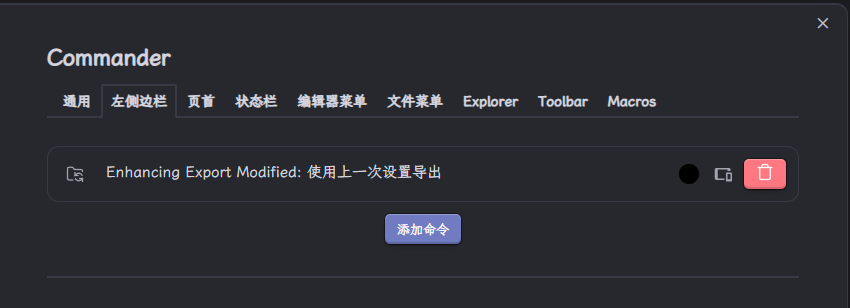 Commander
通用 左侧边栏 页首 状态栏 编辑器菜单 文件菜单 Explorer Toolbar Macros
Enhancing Export Modified: 使用上一次设置导出
添加命令